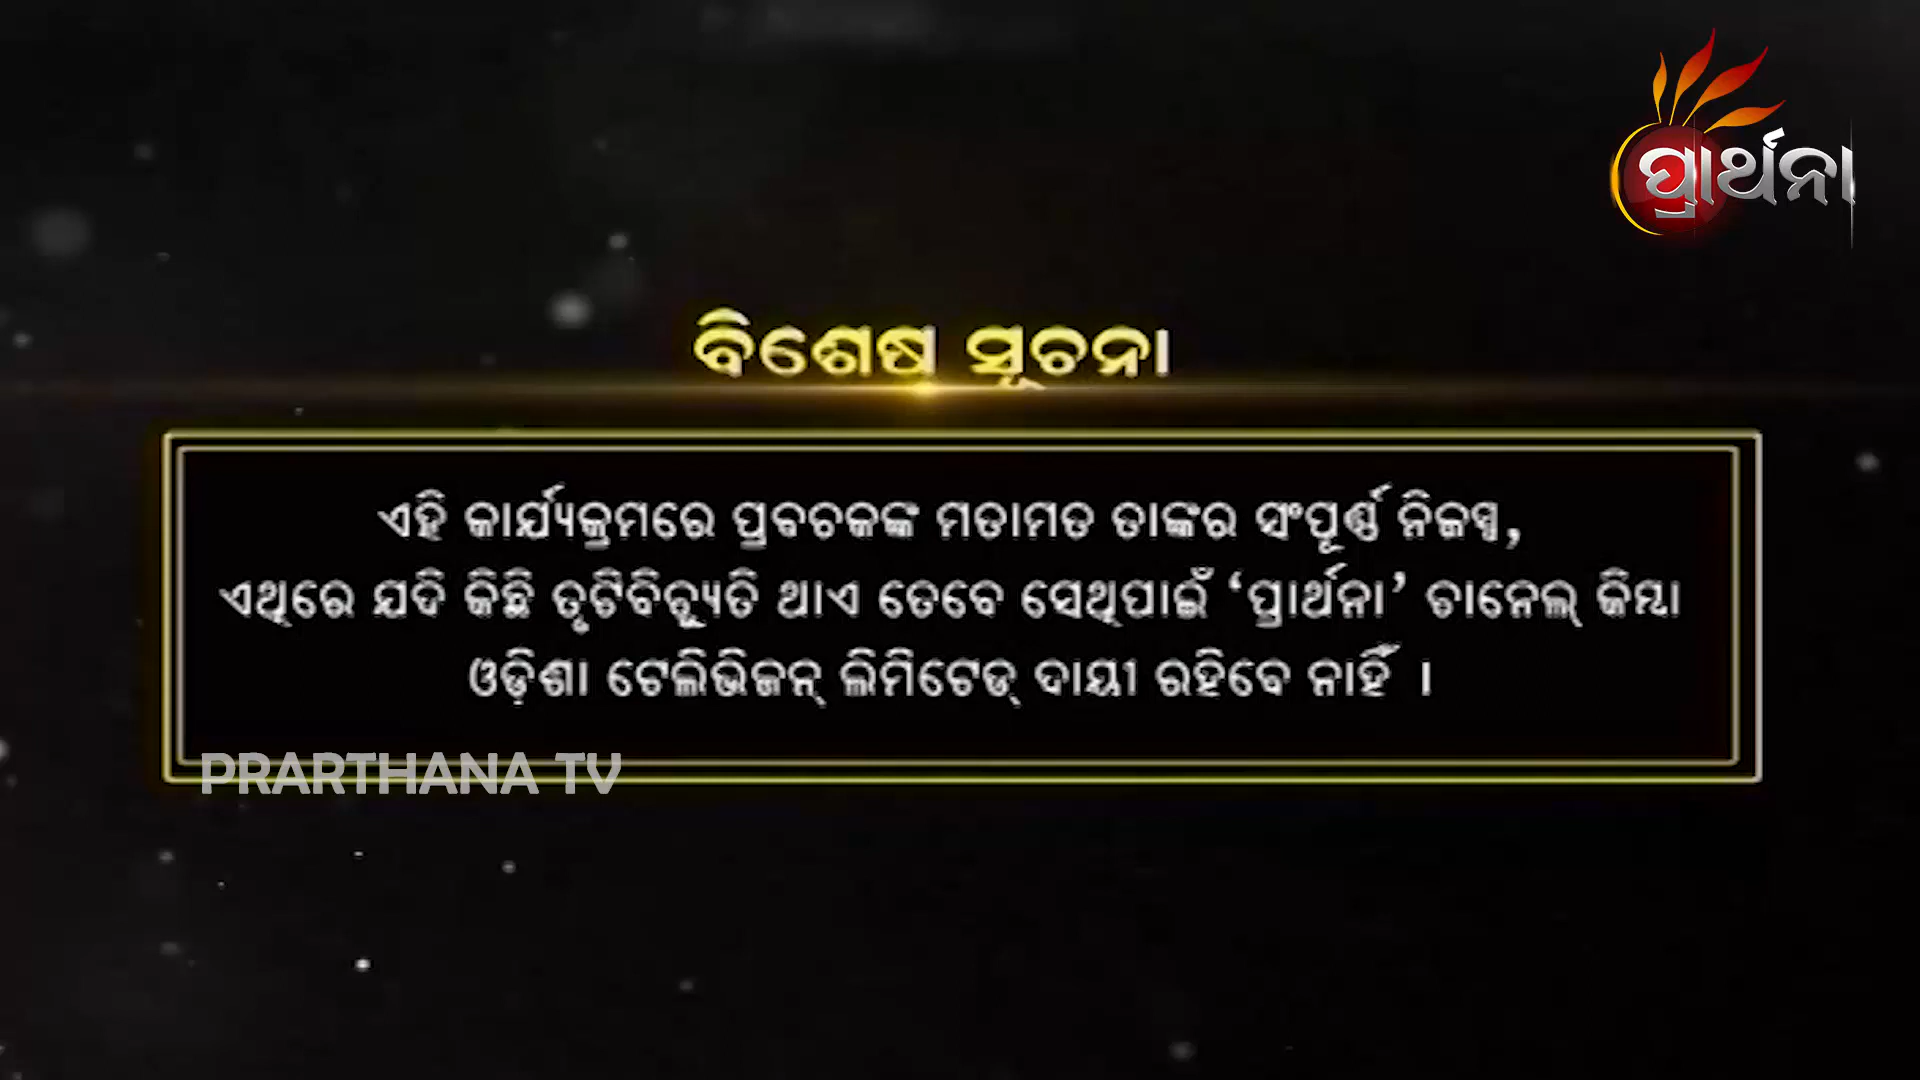 ପ୍ରାର୍ଥନା
ବିଶେଷ ସୂଚନା
ଏହି କାର୍ଯ୍ୟକ୍ରମରେ ପ୍ରବଚକଙ୍କ ମତାମତ ତାଙ୍କର ସଂପୂର୍ଣ୍ଣ ନିଜସ୍ୱ,
ଏଥିରେ ଯଦି କିଛି ତୃଟିବିଚ୍ୟୁତି ଥାଏ ତେବେ ସେଥିପାଇଁ ‘ପ୍ରାର୍ଥନା’ ଚାନେଲ୍ କିମ୍ବା
ଓଡ଼ିଶା ଟେଲିଭିଜନ୍ ଲିମିଟେଡ୍ ଦାୟୀ ରହିବେ ନାହିଁ ।
PRARTHANA TV